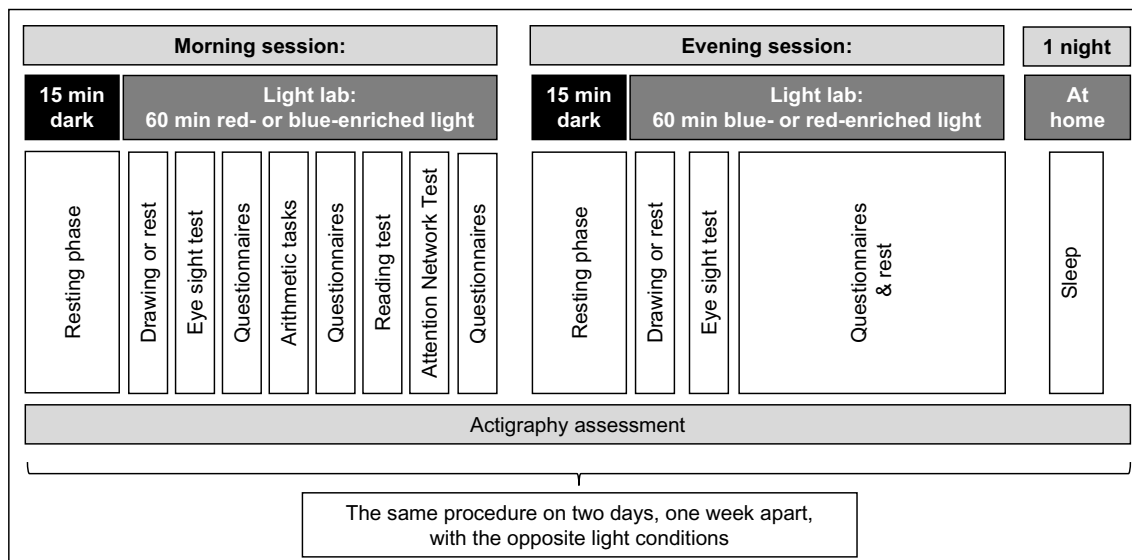 Morning session:
Evening session:
1 night
15 min
dark
Light lab:
60 min red- or blue-enriched light
15 min
dark
Light lab:
60 min blue- or red-enriched light
At
home
Resting phase
Drawing or rest
Eye sight test
Questionnaires
Arithmetic tasks
Questionnaires
Reading test
Attention Network Test
Questionnaires
Resting phase
Drawing or rest
Eye sight test
Questionnaires
& rest
Sleep
Actigraphy assessment
The same procedure on two days, one week apart,
with the opposite light conditions